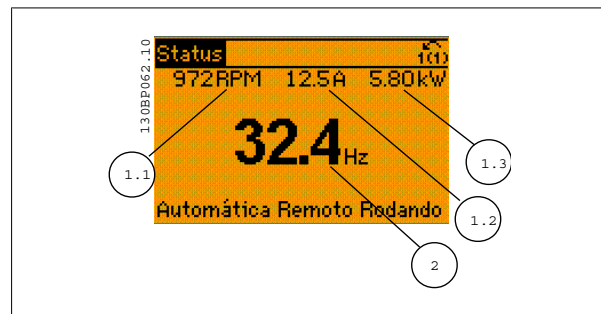 130BP062.10
Status
1(1)
972RPM 12.5A 5.80kW
32.4Hz
Automática Remoto Rodando
1.1
1.3
1.2
2